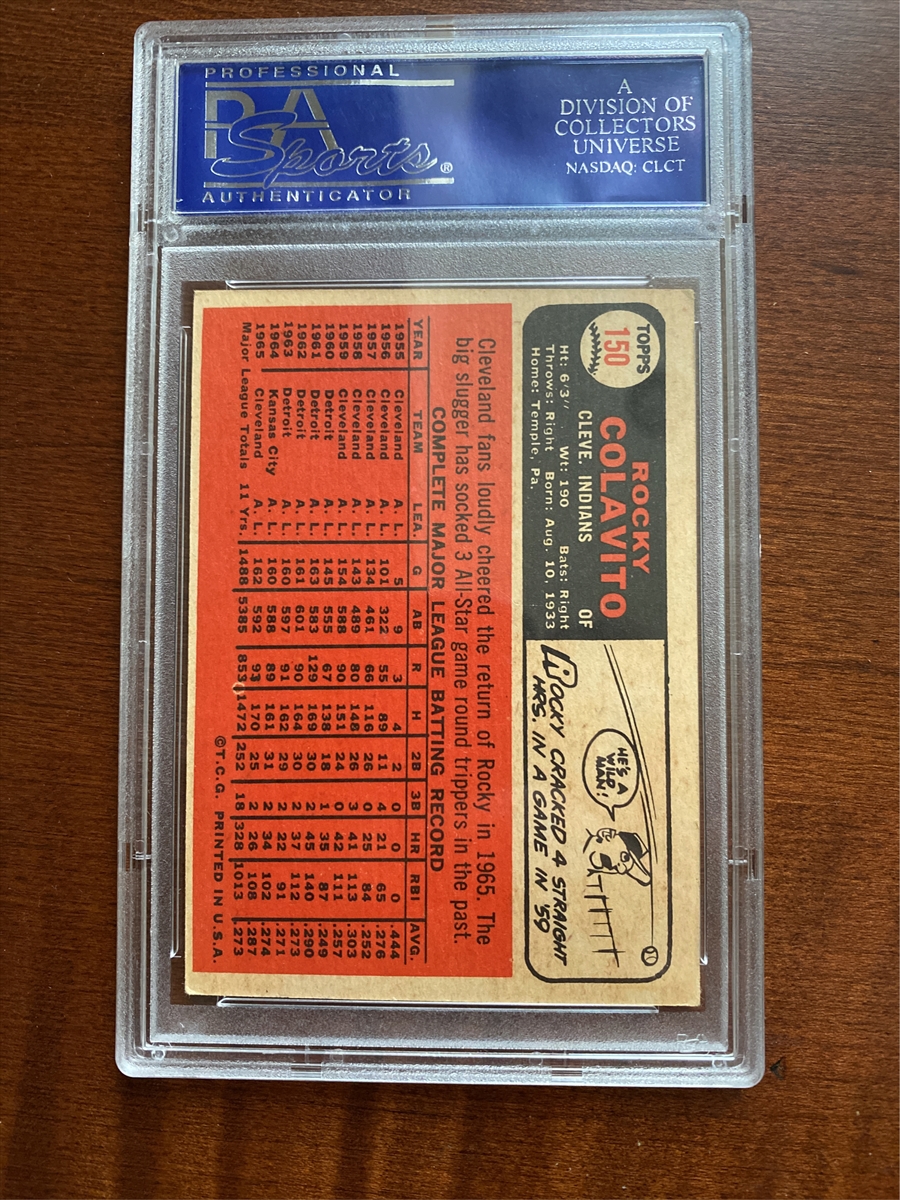 PROFESSIONAL
PSA
Sports®
AUTHENTICATOR
A
DIVISION OF
COLLECTORS
UNIVERSE
NASDAQ: CLCT
TOPPS
150
ROCKY
COLAVITO
CLEVE. INDIANS OF
Ht: 6'3" Wt: 190 Bats: Right
Throws: Right Born: Aug. 10, 1933
Home: Temple, Pa.
HE'S A
WILD
MAN!
ROCKY CRACKED 4 STRAIGHT
HRS. IN A GAME IN '59
Cleveland fans loudly cheered the return of Rocky in 1965. The
big slugger has socked 3 All-Star game round trippers in the past.
COMPLETE MAJOR LEAGUE BATTING RECORD
YEAR TEAM LEA. G AB R H 2B 3B HR RBI AVG.
1955 Cleveland A. L. 5 9 3 4 2 0 0 0 .444
1956 Cleveland A. L. 101 322 55 89 11 4 21 65 .276
1957 Cleveland A. L. 134 461 66 116 26 0 25 84 .252
1958 Cleveland A. L. 143 489 80 148 26 3 41 113 .303
1959 Cleveland A. L. 154 588 90 151 24 0 42 111 .257
1960 Detroit A. L. 145 555 67 138 18 1 35 87 .249
1961 Detroit A. L. 163 583 129 169 30 2 45 140 .290
1962 Detroit A. L. 161 601 90 164 30 2 37 112 .273
1963 Detroit A. L. 160 597 91 162 29 2 22 91 .271
1964 Kansas City A. L. 160 588 89 161 31 2 34 102 .274
1965 Cleveland A. L. 162 592 93 170 25 2 26 108 .287
Major League Totals 11 Yrs. 1488 5385 853 1472 252 18 328 1013 .273
©T.C.G. PRINTED IN U.S.A.